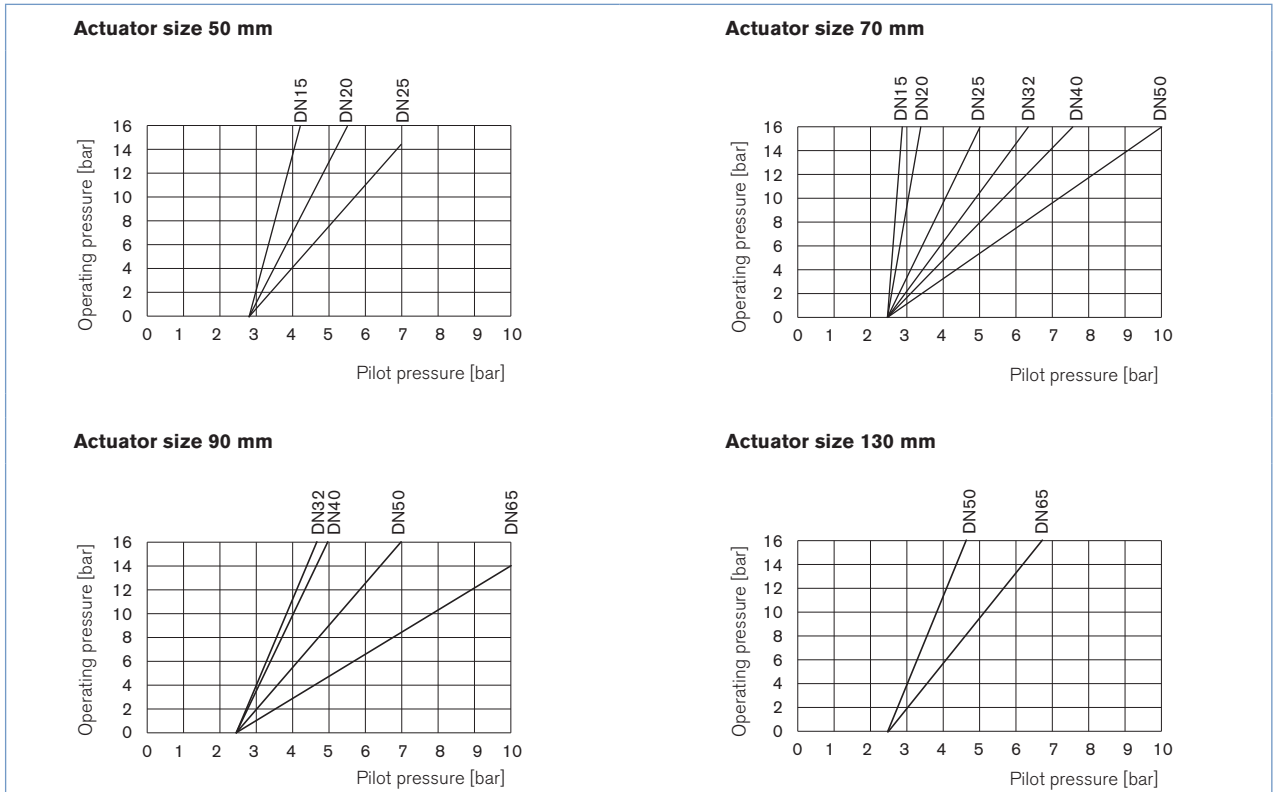 Actuator size 50 mm
DN15 DN20 DN25
16
14
12
10
8
6
4
2
0
Operating pressure [bar]
0 1 2 3 4 5 6 7 8 9 10
Pilot pressure [bar]
Actuator size 70 mm
DN15 DN20 DN25 DN32 DN40 DN50
16
14
12
10
8
6
4
2
0
Operating pressure [bar]
0 1 2 3 4 5 6 7 8 9 10
Pilot pressure [bar]
Actuator size 90 mm
DN32 DN40 DN50 DN65
16
14
12
10
8
6
4
2
0
Operating pressure [bar]
0 1 2 3 4 5 6 7 8 9 10
Pilot pressure [bar]
Actuator size 130 mm
DN50 DN65
16
14
12
10
8
6
4
2
0
Operating pressure [bar]
0 1 2 3 4 5 6 7 8 9 10
Pilot pressure [bar]